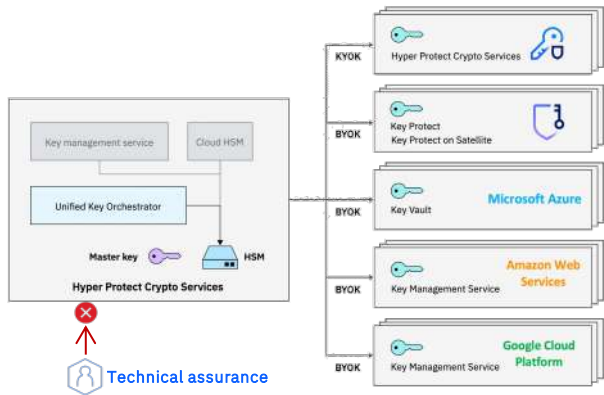 Key management service
Cloud HSM
Unified Key Orchestrator
Master key
HSM
Hyper Protect Crypto Services
Technical assurance
KYOK
Hyper Protect Crypto Services
BYOK
Key Protect
Key Protect on Satellite
BYOK
Key Vault
Microsoft Azure
BYOK
Key Management Service
Amazon Web
Services
BYOK
Key Management Service
Google Cloud
Platform